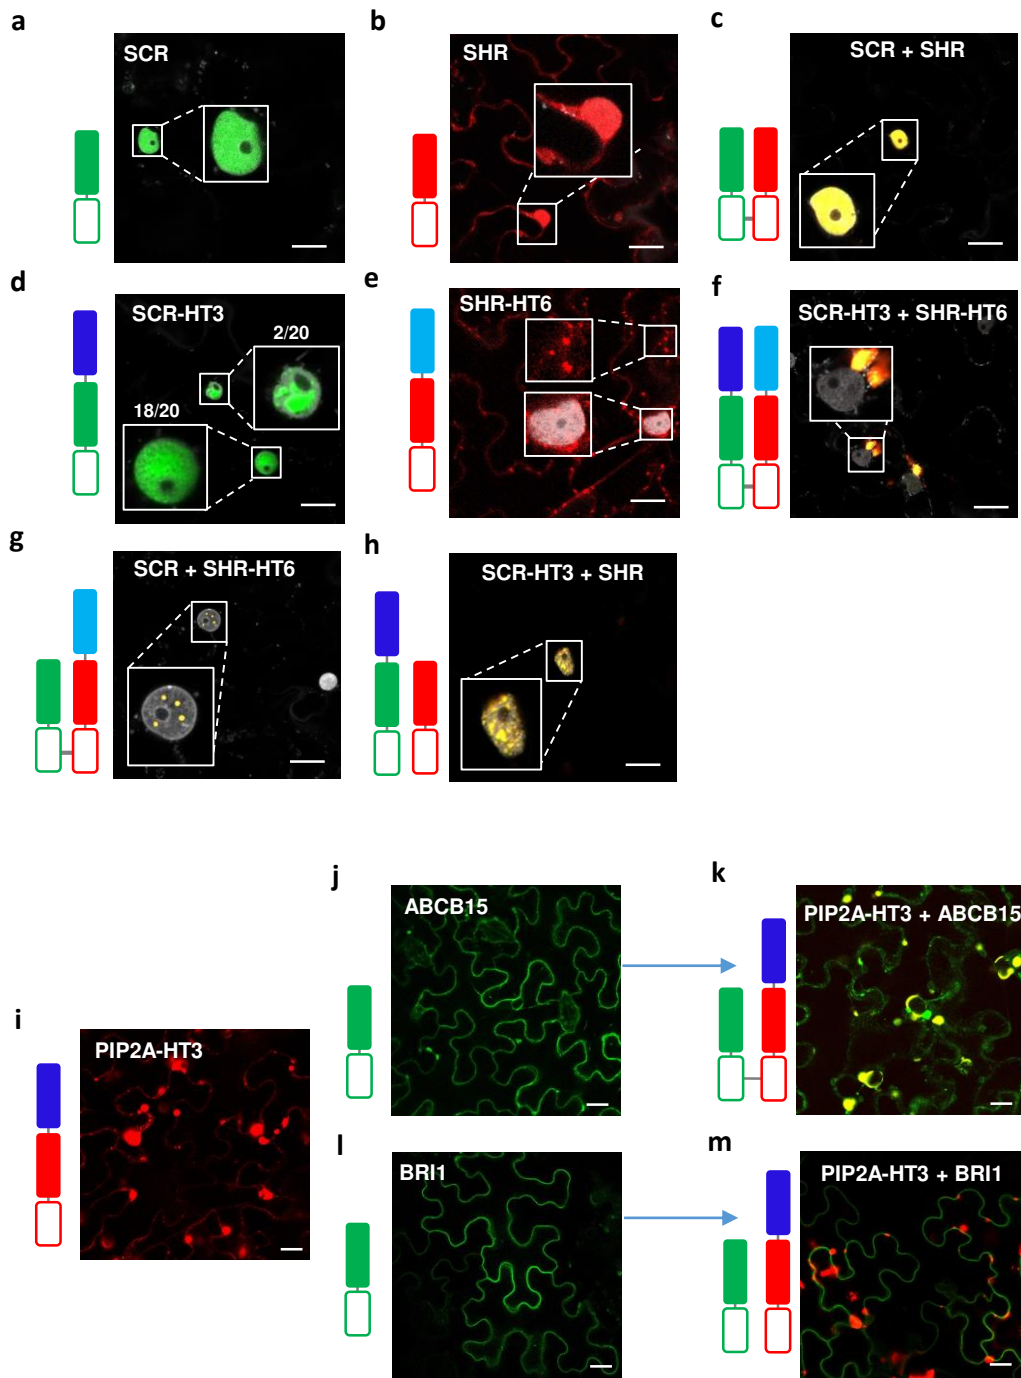 a
SCR
b
SHR
c
SCR + SHR
d
SCR-HT3
2/20
18/20
e
SHR-HT6
f
SCR-HT3 + SHR-HT6
g
SCR + SHR-HT6
h
SCR-HT3 + SHR
i
PIP2A-HT3
j
ABCB15
k
PIP2A-HT3 + ABCB15
l
BRI1
m
PIP2A-HT3 + BRI1